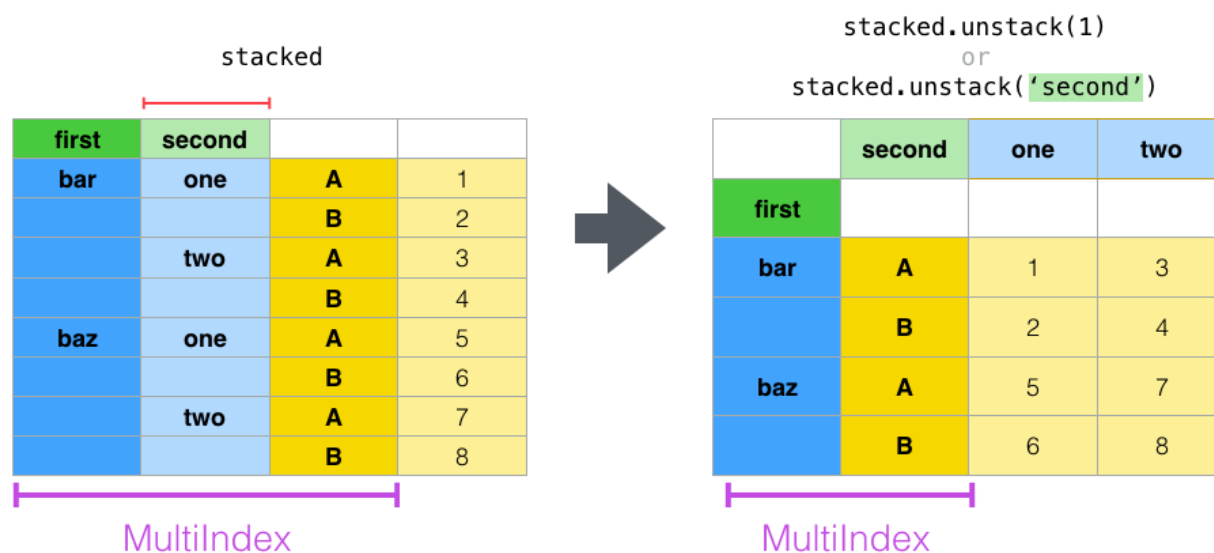 stacked
first second
bar one A 1
B 2
two A 3
B 4
baz one A 5
B 6
two A 7
B 8
MultiIndex
stacked.unstack(1)
or
stacked.unstack(‘second’)
second one two
first
bar A 1 3
B 2 4
baz A 5 7
B 6 8
MultiIndex